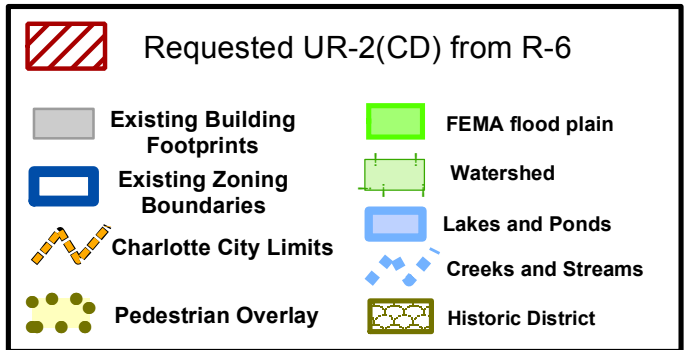 Requested UR-2(CD) from R-6
Existing Building
Footprints
Existing Zoning
Boundaries
Charlotte City Limits
Pedestrian Overlay
FEMA flood plain
Watershed
Lakes and Ponds
Creeks and Streams
Historic District